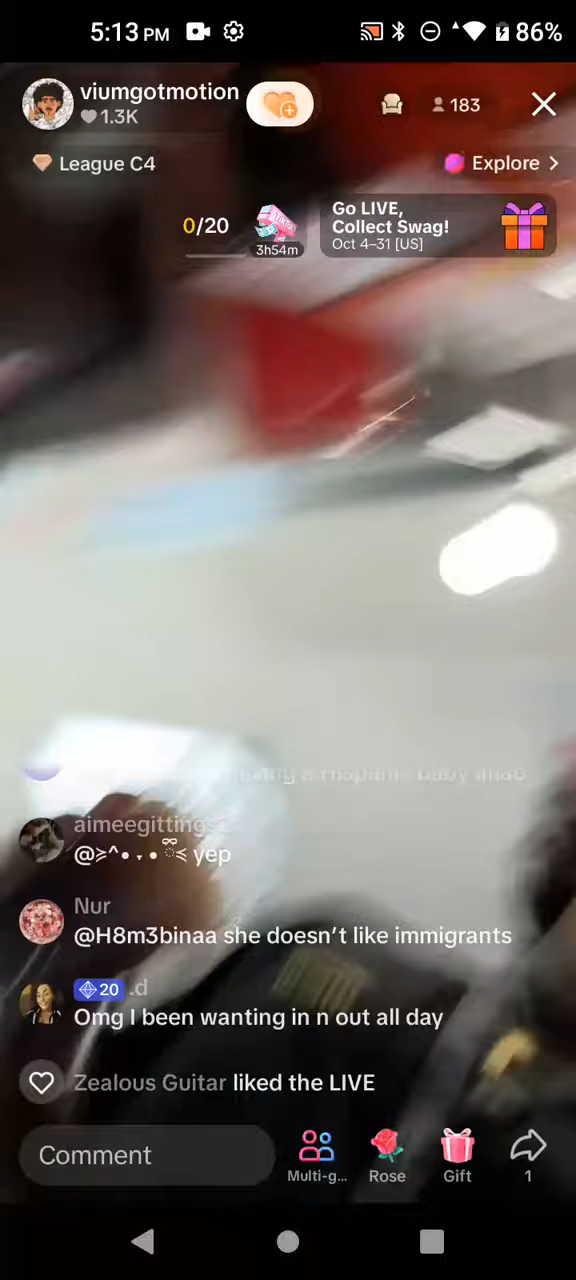 5:13 PM
86%
viumgotmotion
1.3K
183
League C4
Explore >
0/20
TikTok
3h54m
Go LIVE,
Collect Swag!
Oct 4–31 [US]
aimeegittings
@⪖^• ˕ • ྀི⪕ yep
Nur
@H8m3binaa she doesn't like immigrants
20 .d
Omg I been wanting in n out all day
Zealous Guitar liked the LIVE
Comment
Multi-g...
Rose
Gift
1